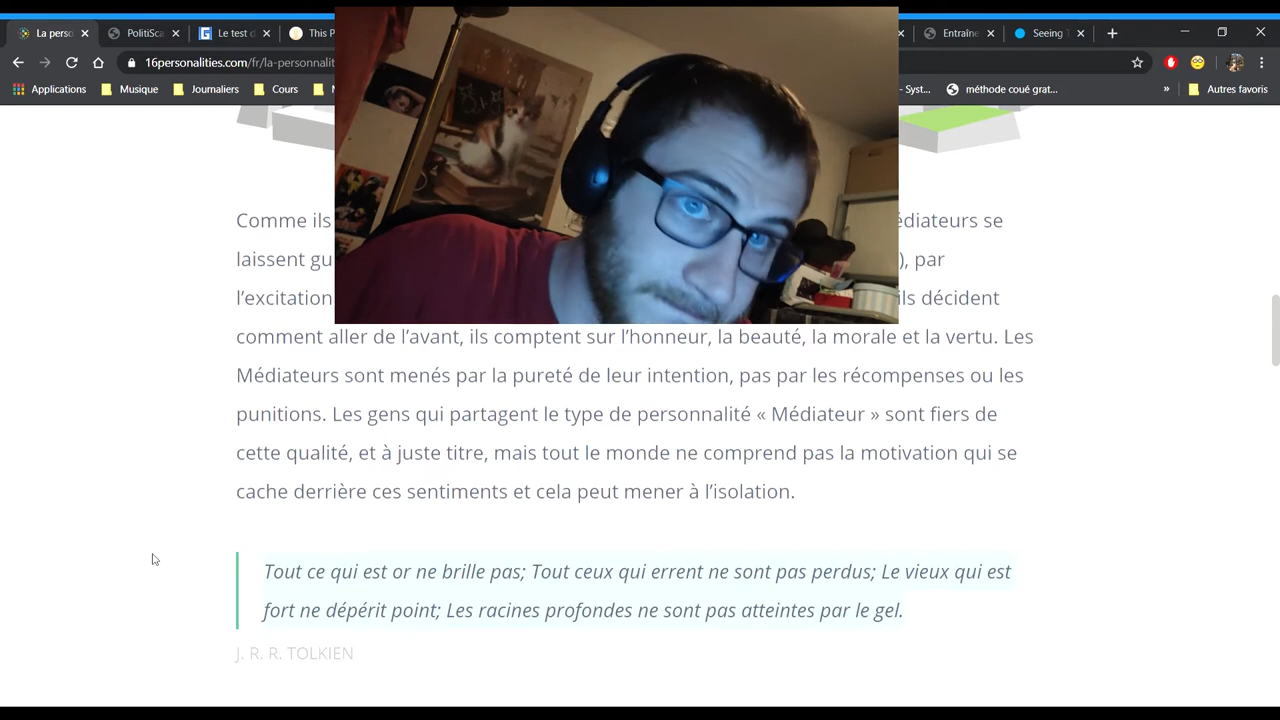 La perso
PolitiSca
Le test d
This P
Entraîne
Seeing T
16personalities.com/fr/la-personnalit
Applications
Musique
Journaliers
Cours
- Syst...
méthode coué grat...
»
Autres favoris
Comme ils
édiateurs se
laissent gu
), par
l’excitation
ils décident
comment aller de l’avant, ils comptent sur l’honneur, la beauté, la morale et la vertu. Les
Médiateurs sont menés par la pureté de leur intention, pas par les récompenses ou les
punitions. Les gens qui partagent le type de personnalité « Médiateur » sont fiers de
cette qualité, et à juste titre, mais tout le monde ne comprend pas la motivation qui se
cache derrière ces sentiments et cela peut mener à l’isolation.
Tout ce qui est or ne brille pas; Tout ceux qui errent ne sont pas perdus; Le vieux qui est
fort ne dépérit point; Les racines profondes ne sont pas atteintes par le gel.
J. R. R. TOLKIEN